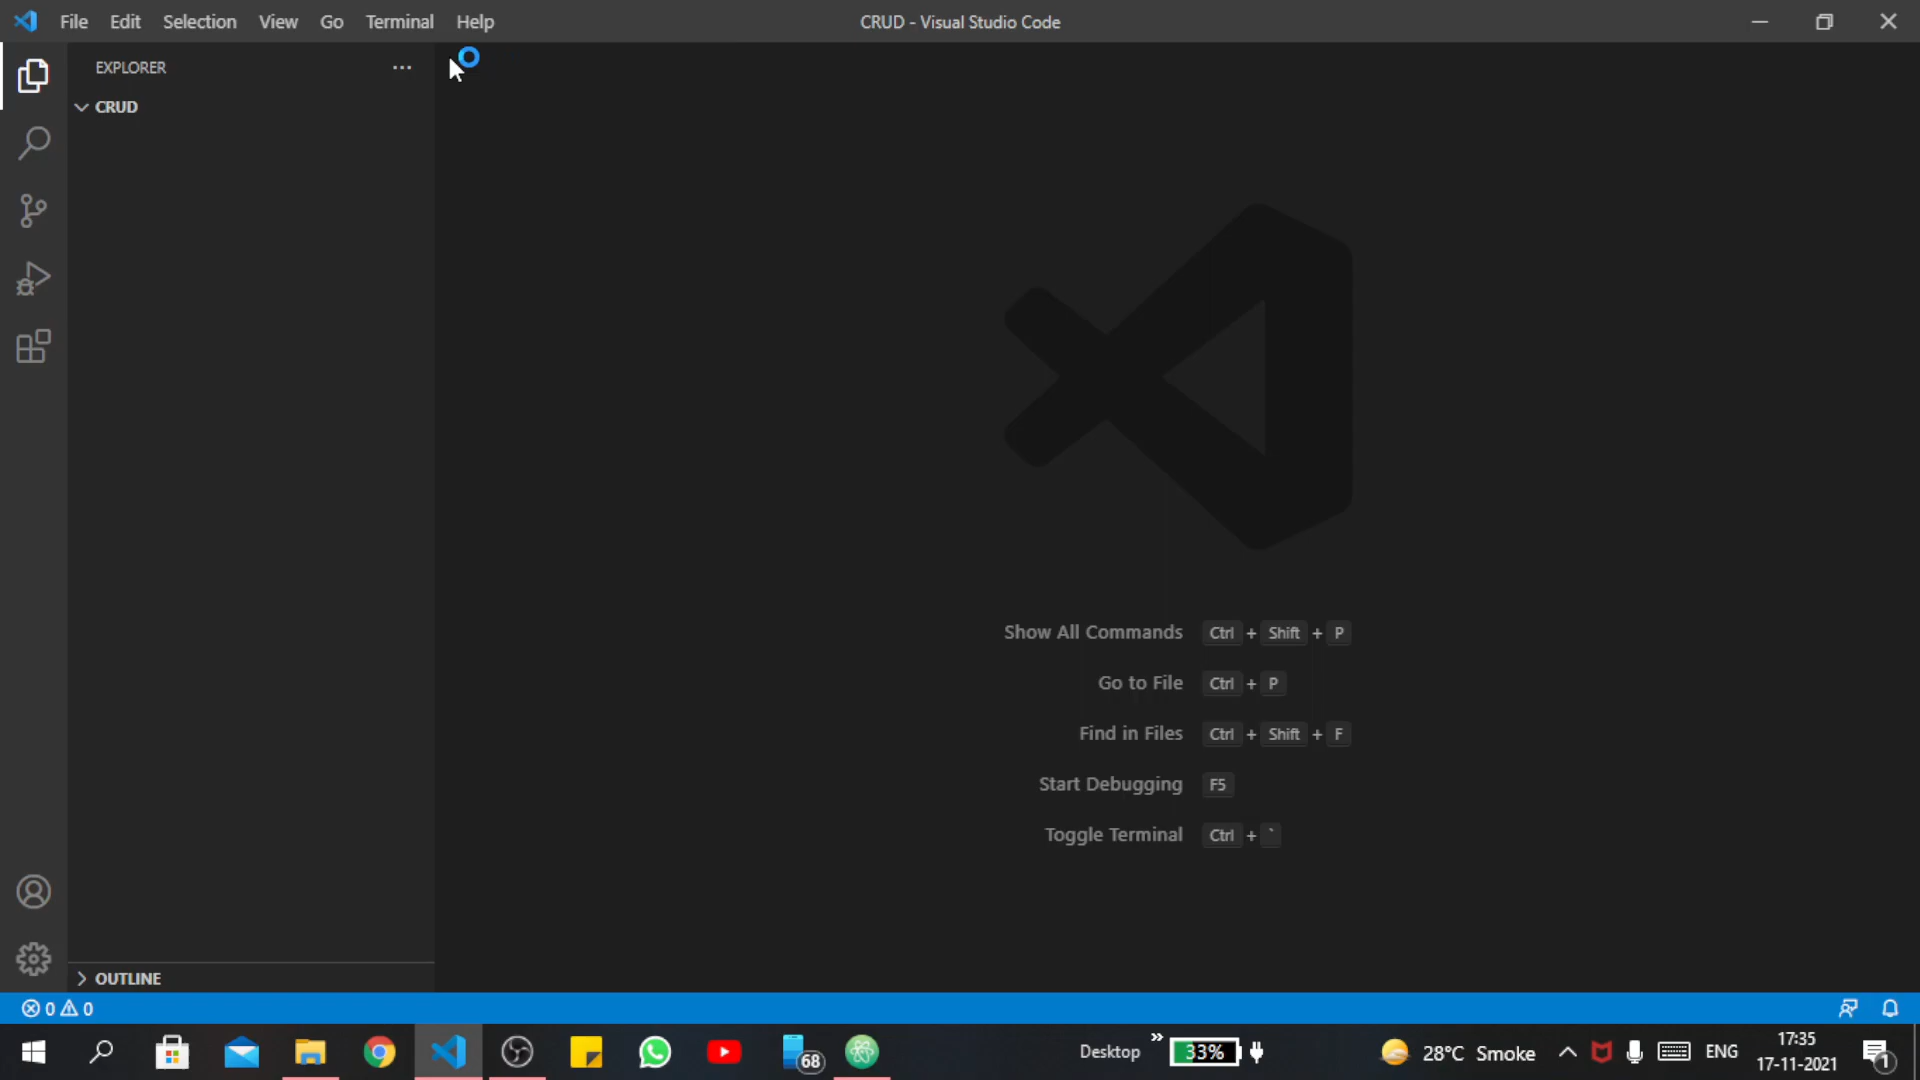 File Edit Selection View Go Terminal Help CRUD - Visual Studio Code
EXPLORER
CRUD
Show All Commands Ctrl + Shift + P
Go to File Ctrl + P
Find in Files Ctrl + Shift + F
Start Debugging F5
Toggle Terminal Ctrl + `
OUTLINE
0 0
68
Desktop
33%
28°C Smoke
ENG
17:35
17-11-2021
1